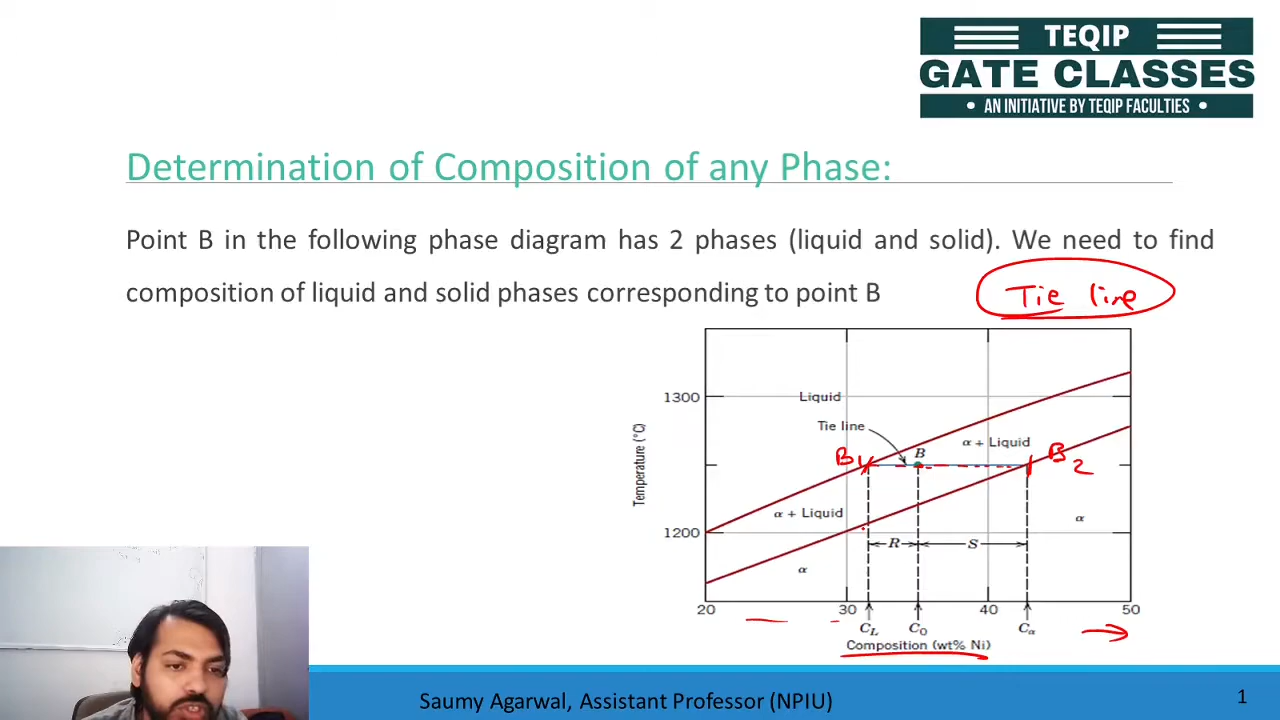 TEQIP
GATE CLASSES
• AN INITIATIVE BY TEQIP FACULTIES •
Determination of Composition of any Phase:
Point B in the following phase diagram has 2 phases (liquid and solid). We need to find
composition of liquid and solid phases corresponding to point B
Tie line
1300
Liquid
Tie line
α + Liquid
B1
B
B2
Temperature (°C)
α + Liquid
α
1200
R
S
α
20
30
40
50
CL
C0
Cα
Composition (wt% Ni)
Saumy Agarwal, Assistant Professor (NPIU)
1